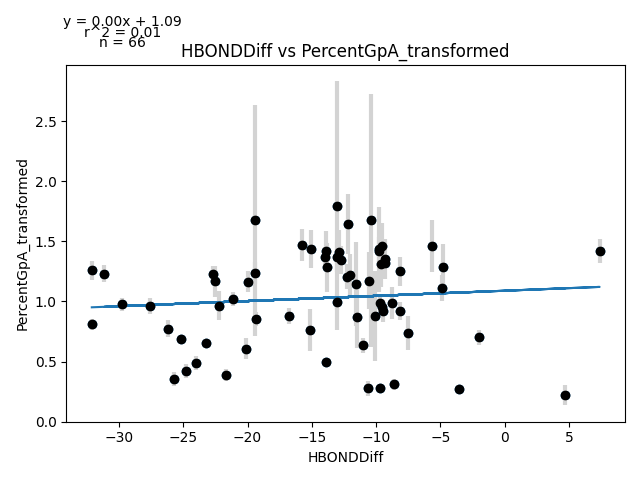 y = 0.00x + 1.09
r^2 = 0.01
n = 66
HBONDDiff vs PercentGpA_transformed
PercentGpA_transformed
2.5
2.0
1.5
1.0
0.5
0.0
−30
−25
−20
−15
−10
−5
0
5
HBONDDiff